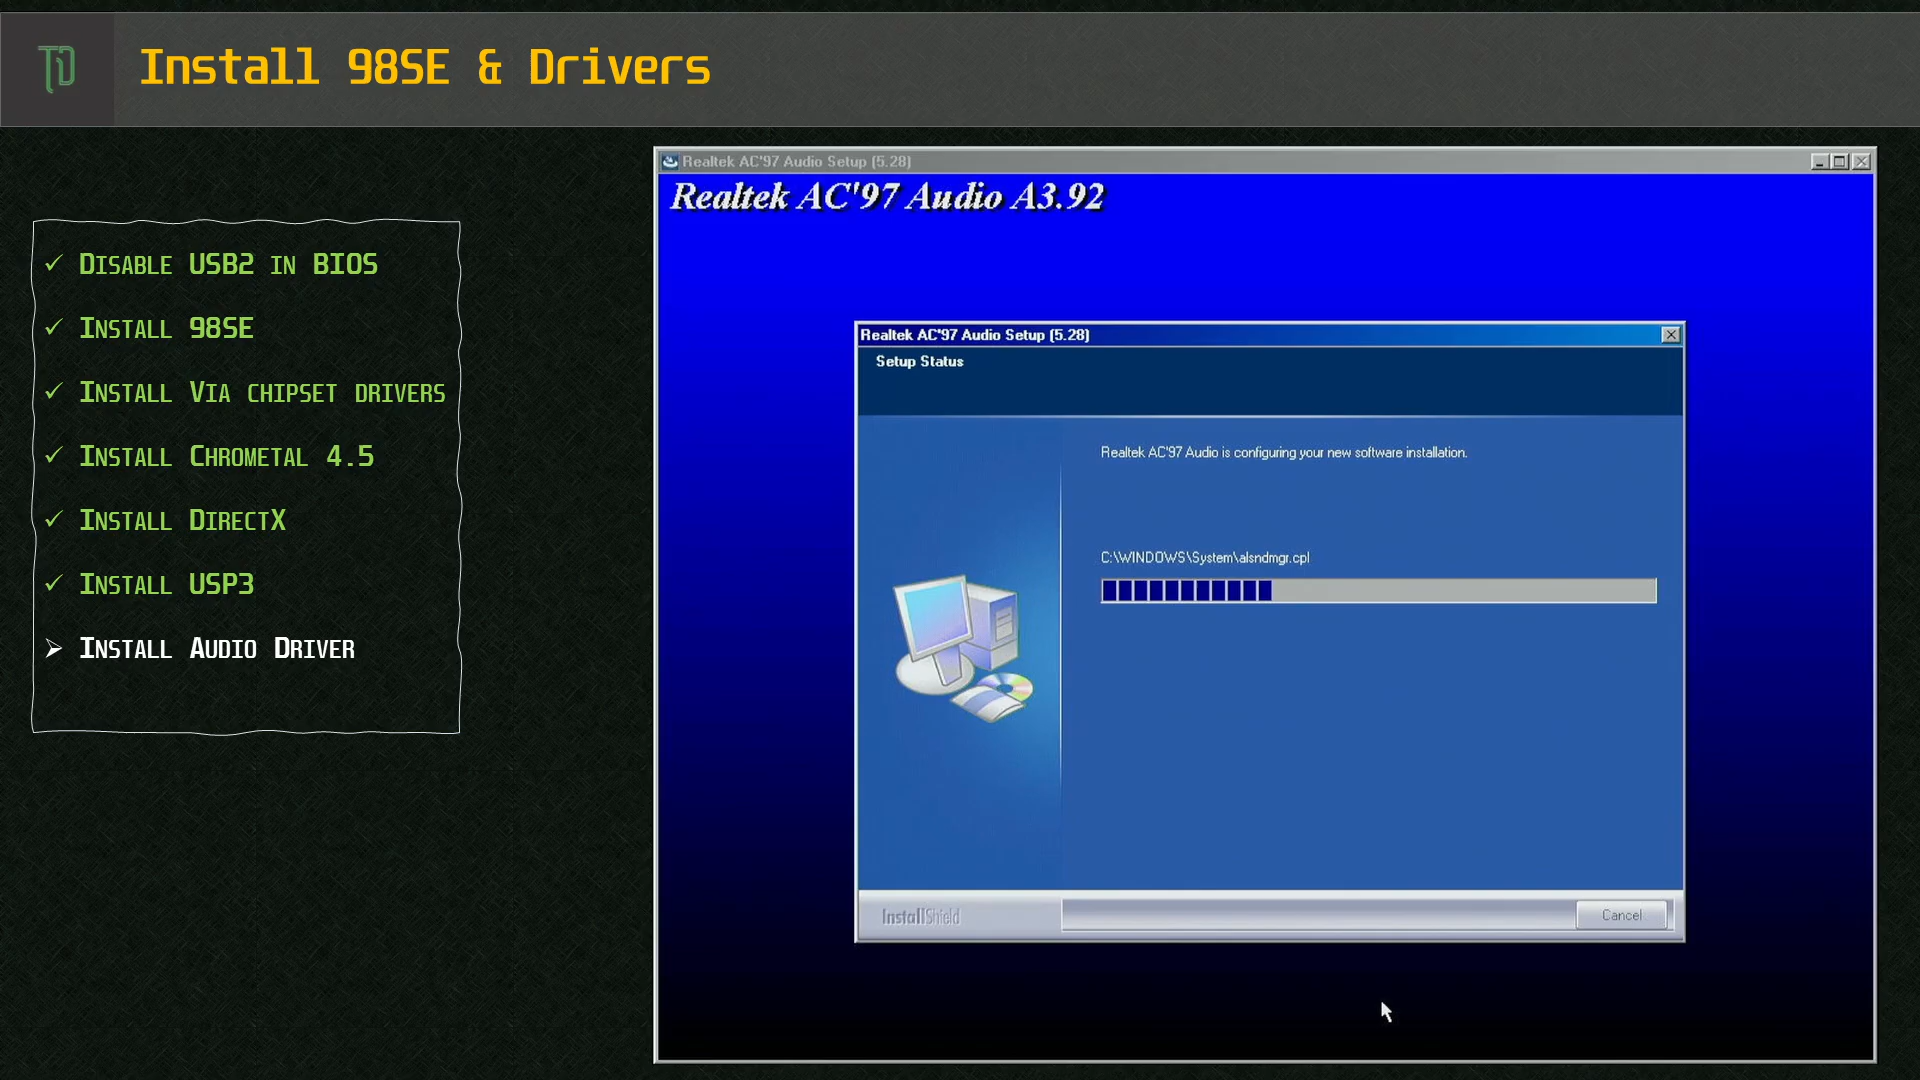 TD
Install 98SE & Drivers
Disable USB2 in BIOS
Install 98SE
Install Via chipset drivers
Install Chrometal 4.5
Install DirectX
Install USP3
Install Audio Driver
Realtek AC'97 Audio Setup (5.28)
Realtek AC'97 Audio A3.92
Realtek AC'97 Audio Setup (5.28)
Setup Status
Realtek AC'97 Audio is configuring your new software installation.
C:\WINDOWS\System\alsndmgr.cpl
InstallShield
Cancel